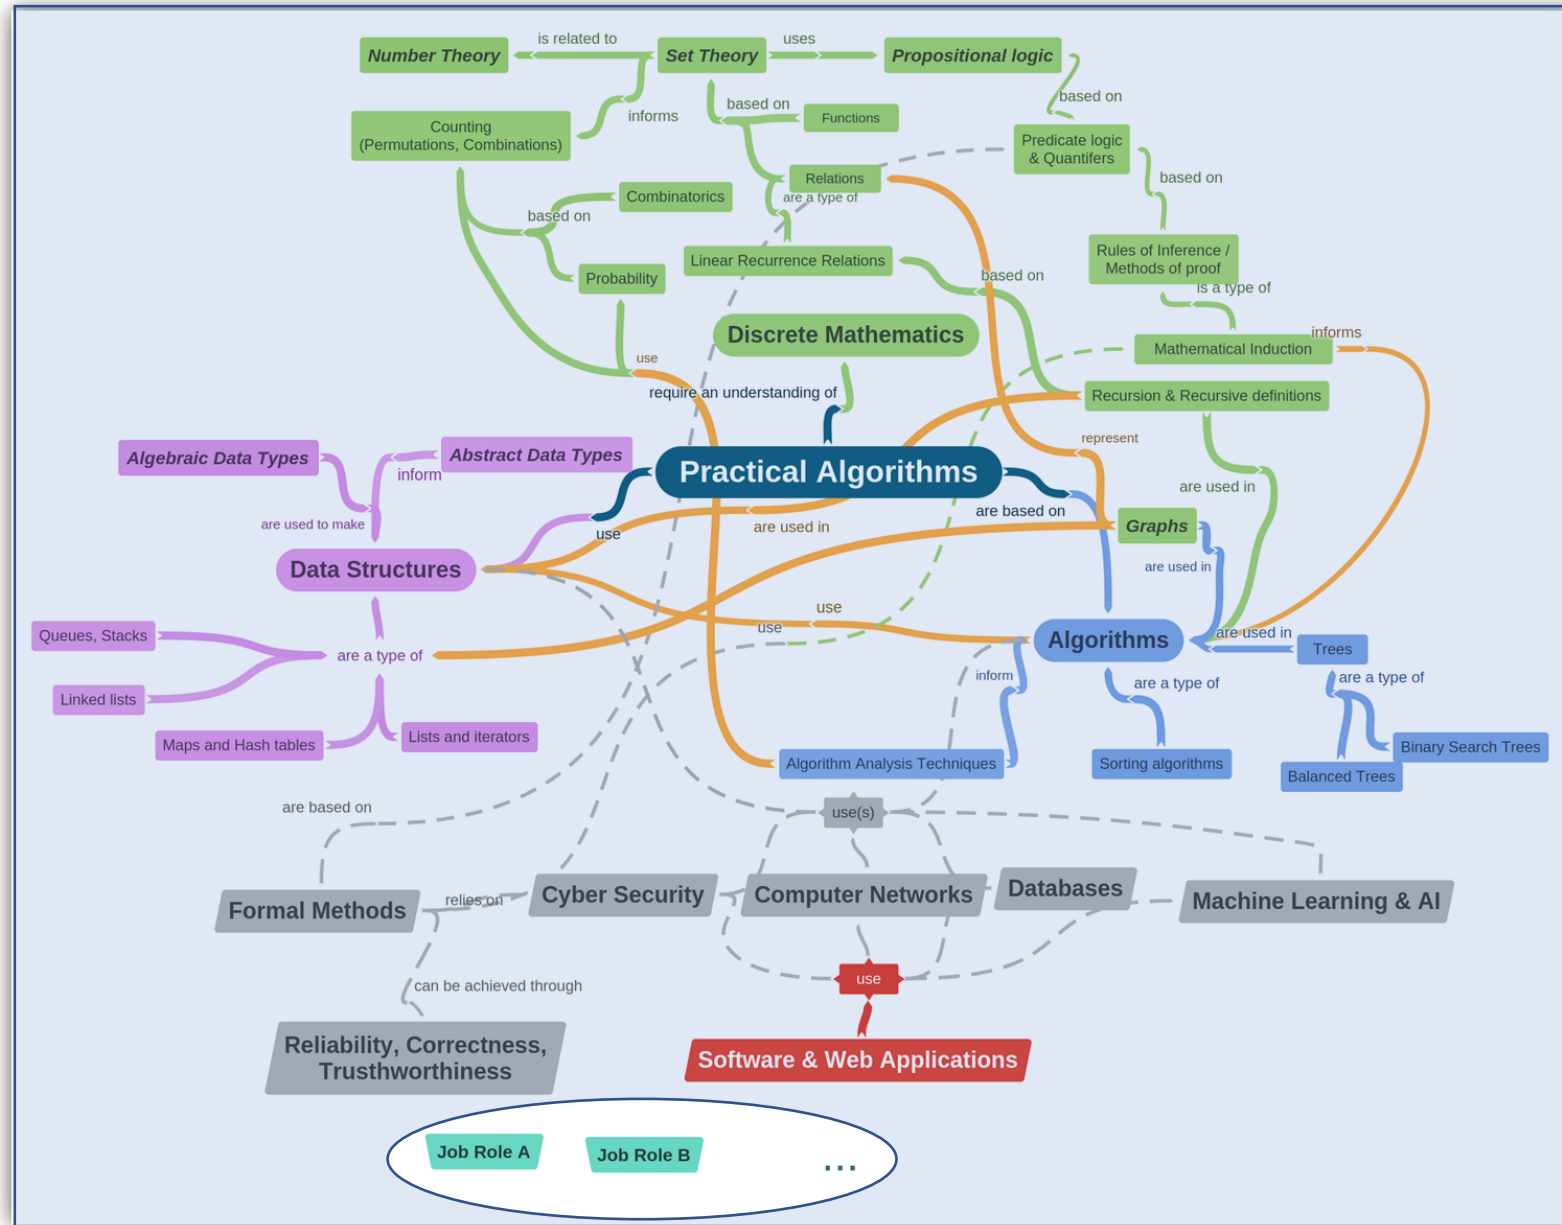 Number Theory
is related to
Set Theory
uses
Propositional logic
based on
informs
based on
Functions
Counting
(Permutations, Combinations)
Predicate logic
& Quantifers
Relations
based on
are a type of
Combinatorics
based on
Linear Recurrence Relations
Rules of Inference /
Methods of proof
Probability
based on
is a type of
Discrete Mathematics
informs
Mathematical Induction
use
require an understanding of
Recursion & Recursive definitions
represent
Algebraic Data Types
Abstract Data Types
inform
Practical Algorithms
are used in
are used to make
use
are used in
are based on
Graphs
are used in
Data Structures
use
use
Queues, Stacks
are a type of
Algorithms
are used in
Trees
inform
are a type of
are a type of
Linked lists
Maps and Hash tables
Lists and iterators
Algorithm Analysis Techniques
Sorting algorithms
Binary Search Trees
Balanced Trees
are based on
use(s)
Formal Methods
relies on
Cyber Security
Computer Networks
Databases
Machine Learning & AI
can be achieved through
use
Reliability, Correctness,
Trusthworthiness
Software & Web Applications
Job Role A
Job Role B
...